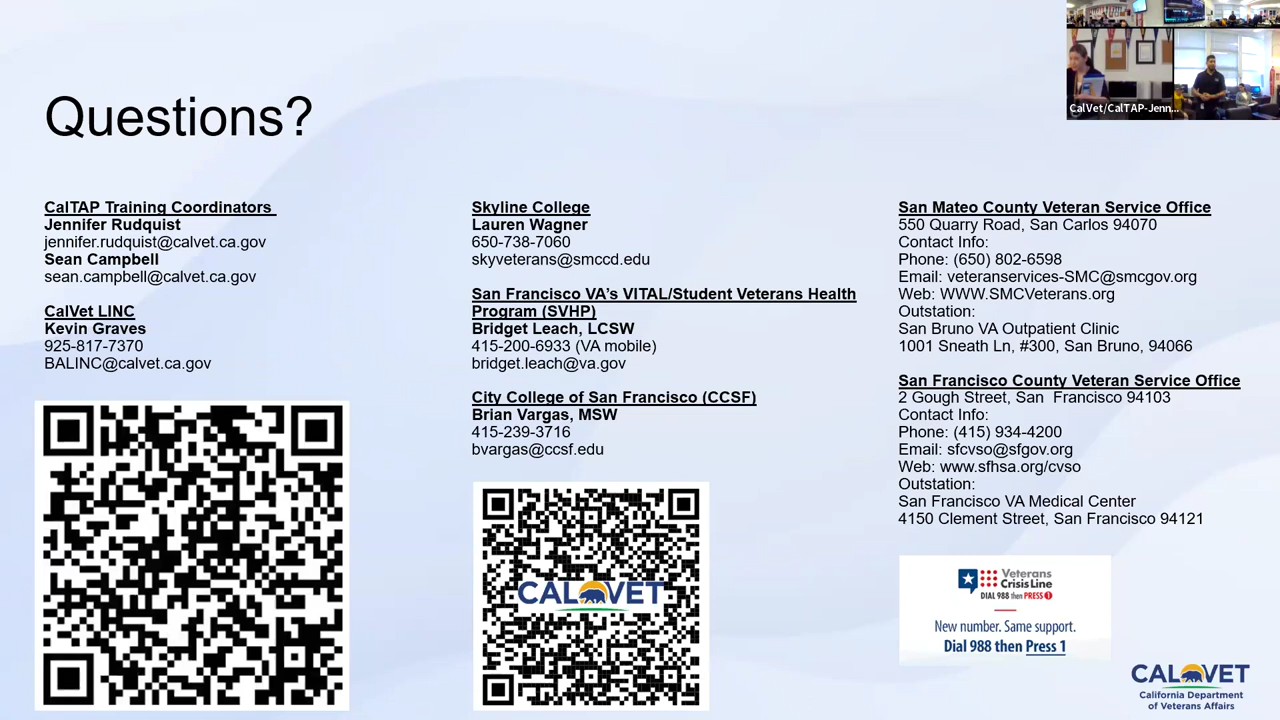 Questions?
CalTAP Training Coordinators
Jennifer Rudquist
jennifer.rudquist@calvet.ca.gov
Sean Campbell
sean.campbell@calvet.ca.gov
CalVet LINC
Kevin Graves
925-817-7370
BALINC@calvet.ca.gov
Skyline College
Lauren Wagner
650-738-7060
skyveterans@smccd.edu
San Francisco VA’s VITAL/Student Veterans Health
Program (SVHP)
Bridget Leach, LCSW
415-200-6933 (VA mobile)
bridget.leach@va.gov
City College of San Francisco (CCSF)
Brian Vargas, MSW
415-239-3716
bvargas@ccsf.edu
CALVET
San Mateo County Veteran Service Office
550 Quarry Road, San Carlos 94070
Contact Info:
Phone: (650) 802-6598
Email: veteranservices-SMC@smcgov.org
Web: WWW.SMCVeterans.org
Outstation:
San Bruno VA Outpatient Clinic
1001 Sneath Ln, #300, San Bruno, 94066
San Francisco County Veteran Service Office
2 Gough Street, San  Francisco 94103
Contact Info:
Phone: (415) 934-4200
Email: sfcvso@sfgov.org
Web: www.sfhsa.org/cvso
Outstation:
San Francisco VA Medical Center
4150 Clement Street, San Francisco 94121
Veterans
Crisis Line
DIAL 988 then PRESS 1
New number. Same support.
Dial 988 then Press 1
CALVET
California Department
of Veterans Affairs
CalVet/CalTAP-Jenn...